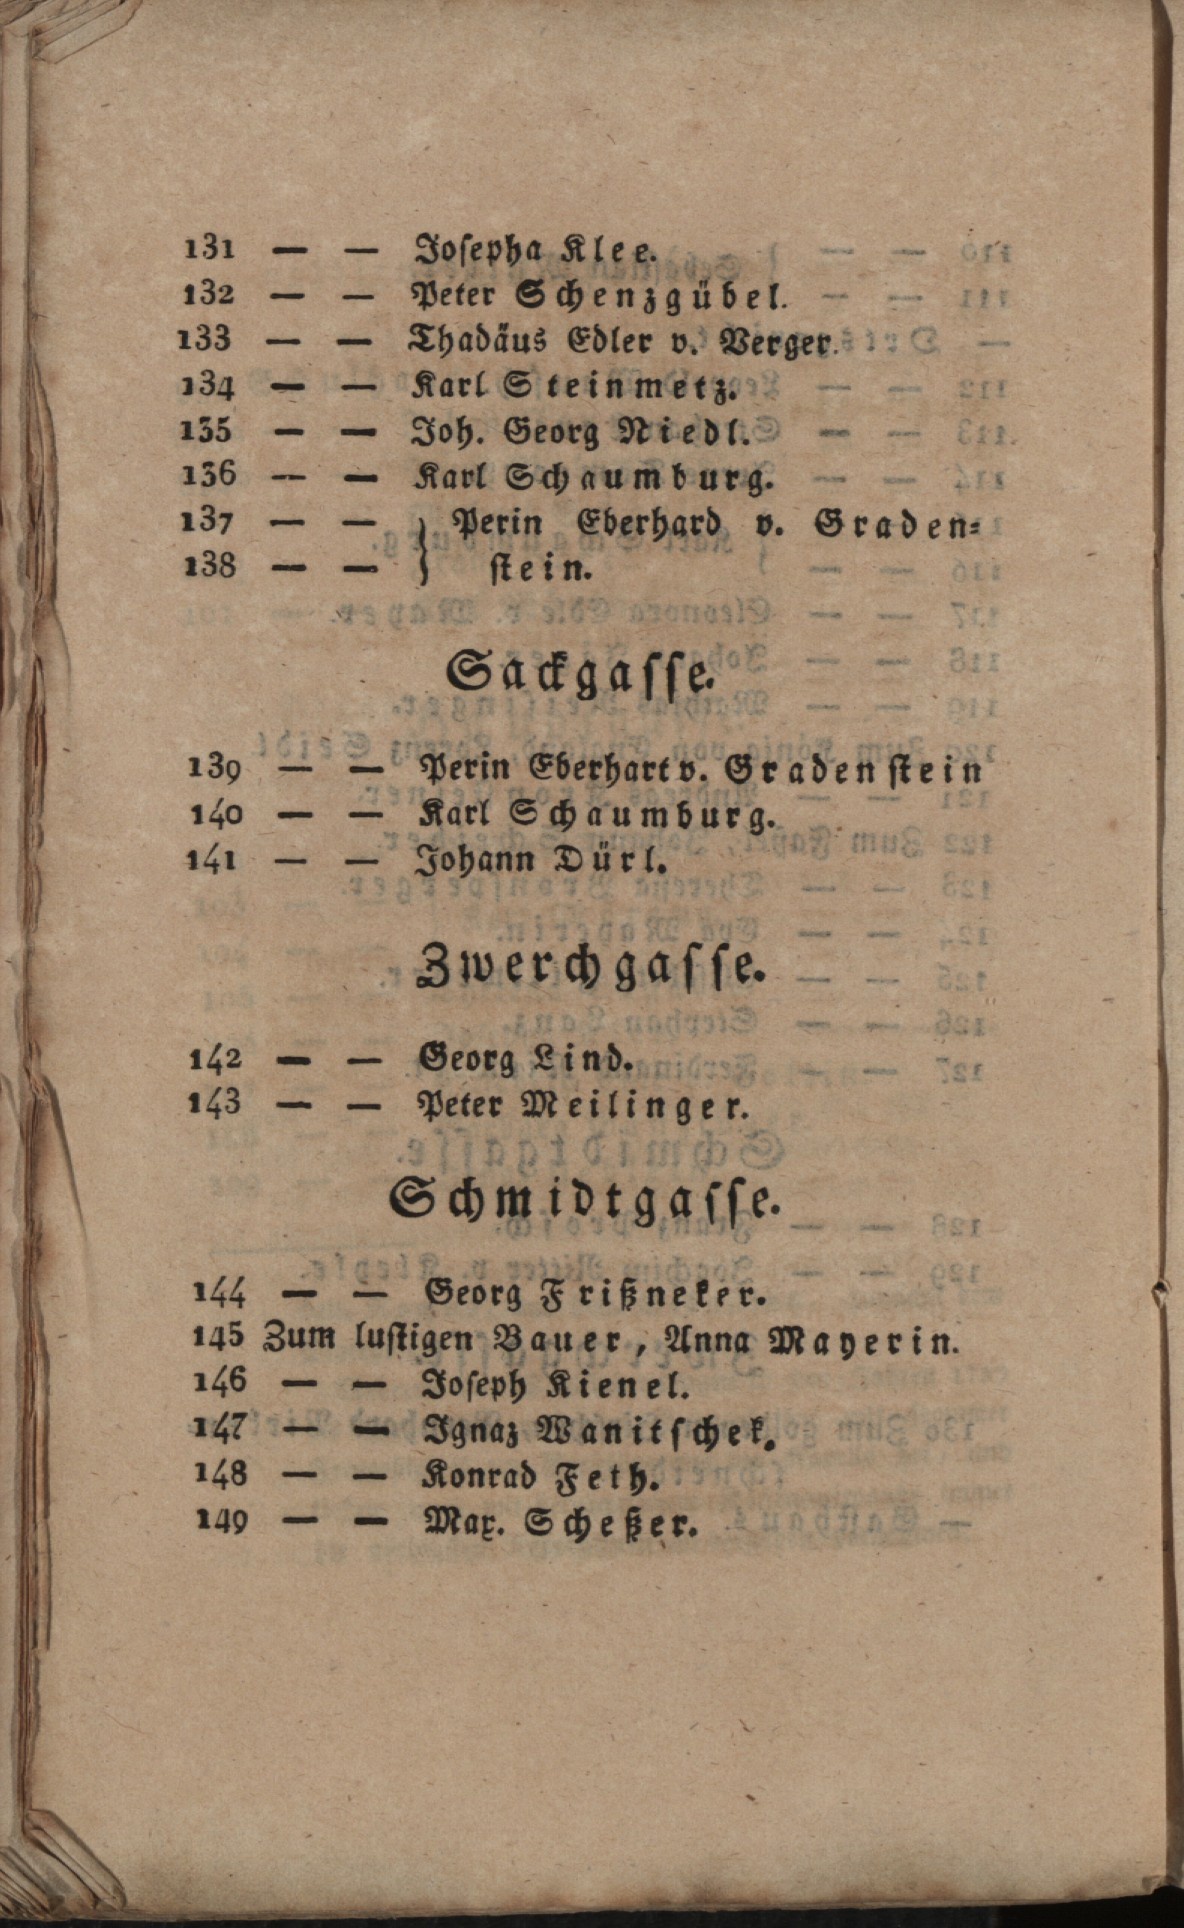 131 — — Josepha Klee.
132 — — Peter Schenzgübel.
133 — — Thadäus Edler v. Verger.
134 — — Karl Steinmetz.
135 — — Joh. Georg Niedl.
136 — — Karl Schaumburg.
137 — — } Perin Eberhard v. Graden-
138 — — } stein.
Sackgasse.
139 — — Perin Eberhart v. Gradenstein
140 — — Karl Schaumburg.
141 — — Johann Dürl.
Zwerchgasse.
142 — — Georg Lind.
143 — — Peter Meilinger.
Schmidtgasse.
144 — — Georg Frißneker.
145 Zum lustigen Bauer, Anna Mayerin.
146 — — Joseph Kienel.
147 — — Ignaz Wanitschek.
148 — — Konrad Feth.
149 — — Max. Scheßer.